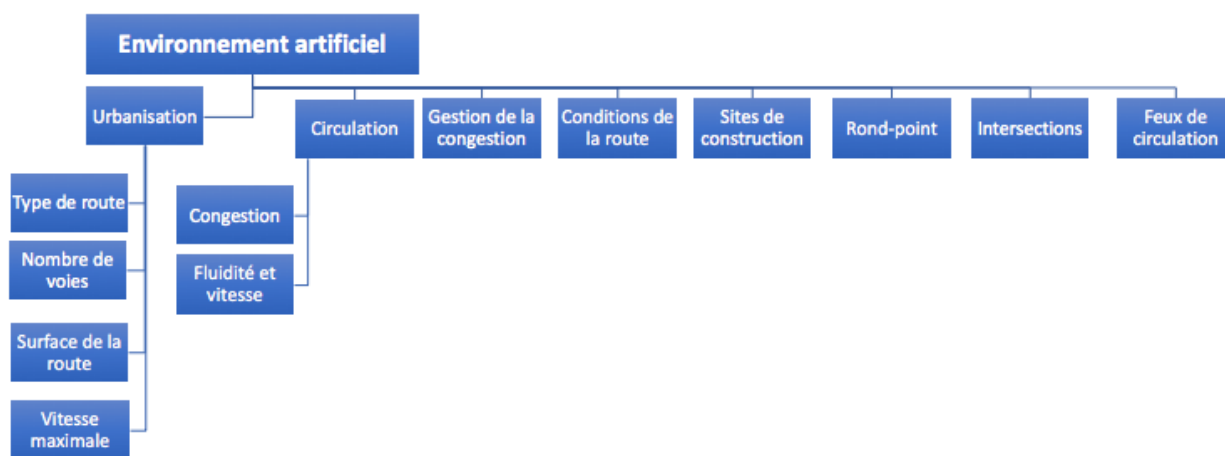 Environnement artificiel
Urbanisation
Circulation
Gestion de la
congestion
Conditions de
la route
Sites de
construction
Rond-point
Intersections
Feux de
circulation
Type de route
Nombre de
voies
Surface de la
route
Vitesse
maximale
Congestion
Fluidité et
vitesse